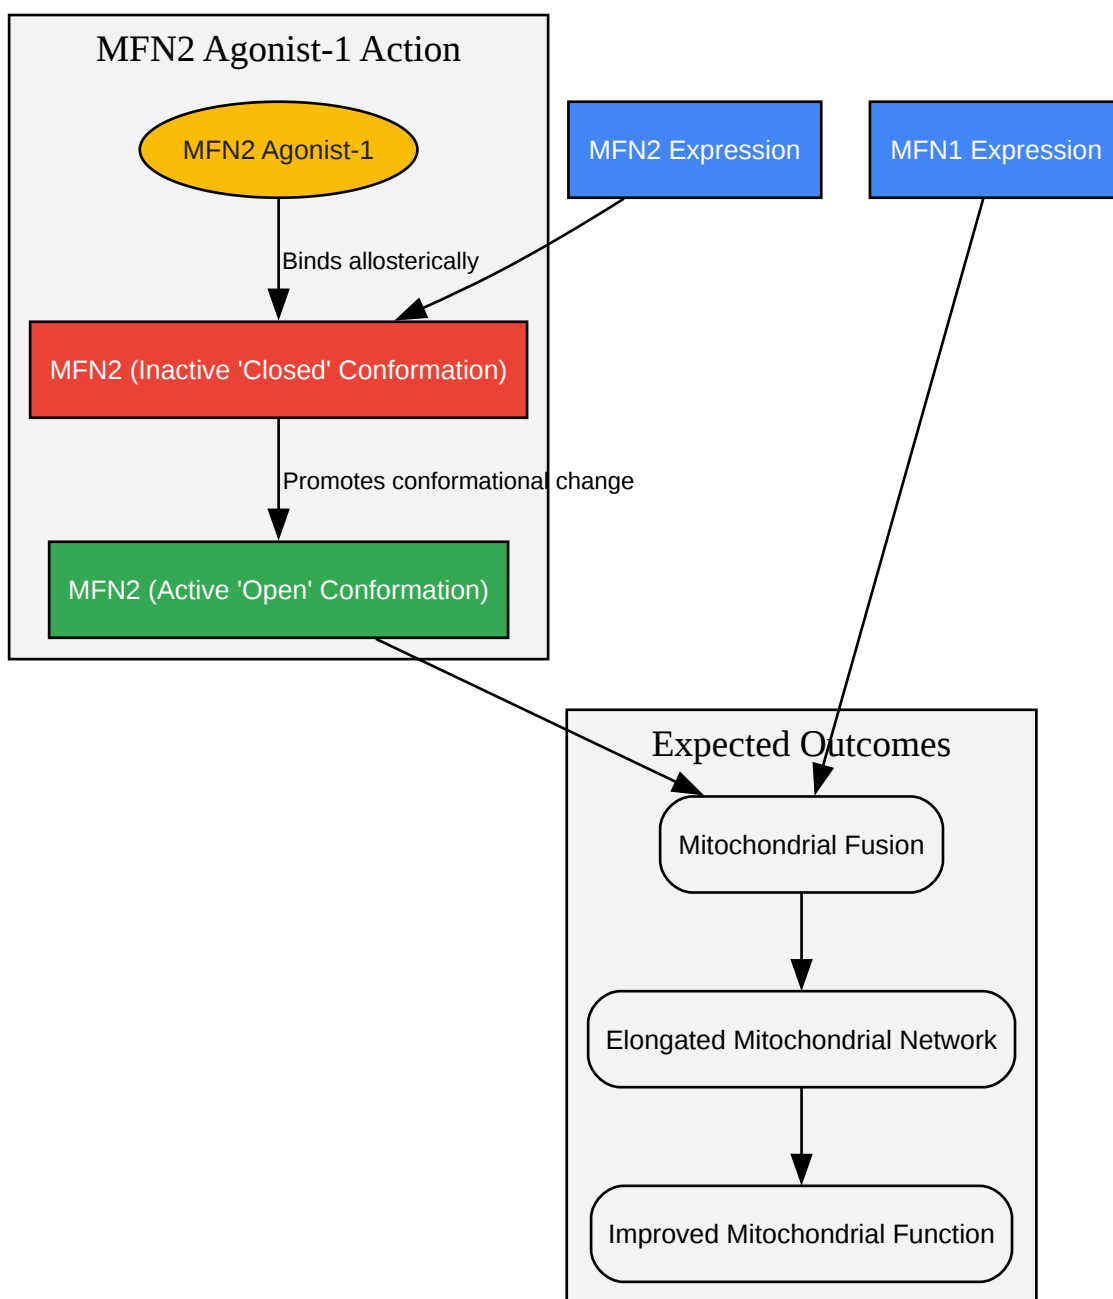 MFN2 Agonist-1 Action
MFN2 Agonist-1
MFN2 Expression
MFN1 Expression
Binds allosterically
MFN2 (Inactive 'Closed' Conformation)
Promotes conformational change
MFN2 (Active 'Open' Conformation)
Expected Outcomes
Mitochondrial Fusion
Elongated Mitochondrial Network
Improved Mitochondrial Function